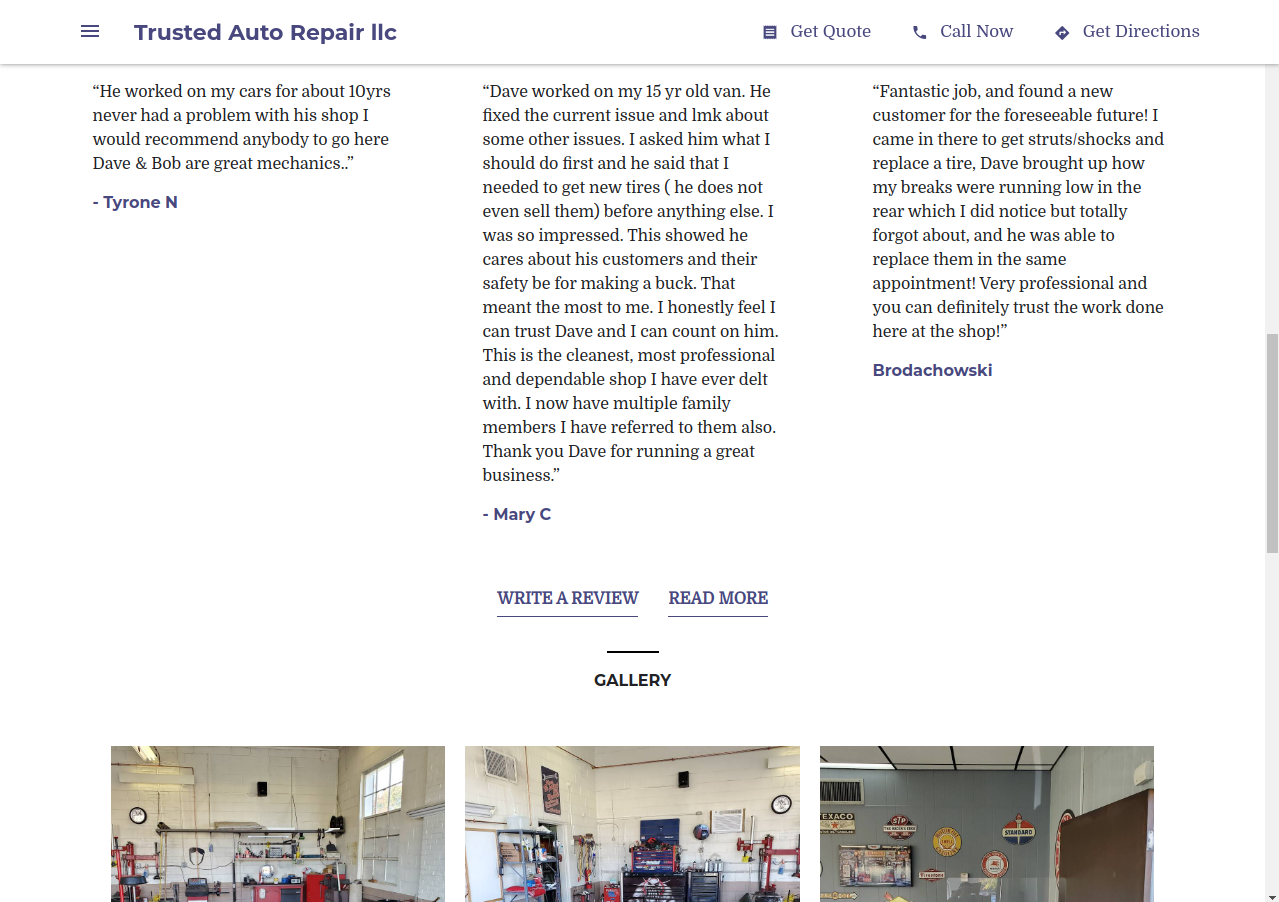 Trusted Auto Repair llc
Get Quote
Call Now
Get Directions
“He worked on my cars for about 10yrs
never had a problem with his shop I
would recommend anybody to go here
Dave & Bob are great mechanics..”
- Tyrone N
“Dave worked on my 15 yr old van. He
fixed the current issue and lmk about
some other issues. I asked him what I
should do first and he said that I
needed to get new tires ( he does not
even sell them) before anything else. I
was so impressed. This showed he
cares about his customers and their
safety be for making a buck. That
meant the most to me. I honestly feel I
can trust Dave and I can count on him.
This is the cleanest, most professional
and dependable shop I have ever delt
with. I now have multiple family
members I have referred to them also.
Thank you Dave for running a great
business.”
- Mary C
“Fantastic job, and found a new
customer for the foreseeable future! I
came in there to get struts/shocks and
replace a tire, Dave brought up how
my breaks were running low in the
rear which I did notice but totally
forgot about, and he was able to
replace them in the same
appointment! Very professional and
you can definitely trust the work done
here at the shop!”
Brodachowski
WRITE A REVIEW
READ MORE
GALLERY
TEXACO
STP
STANDARD